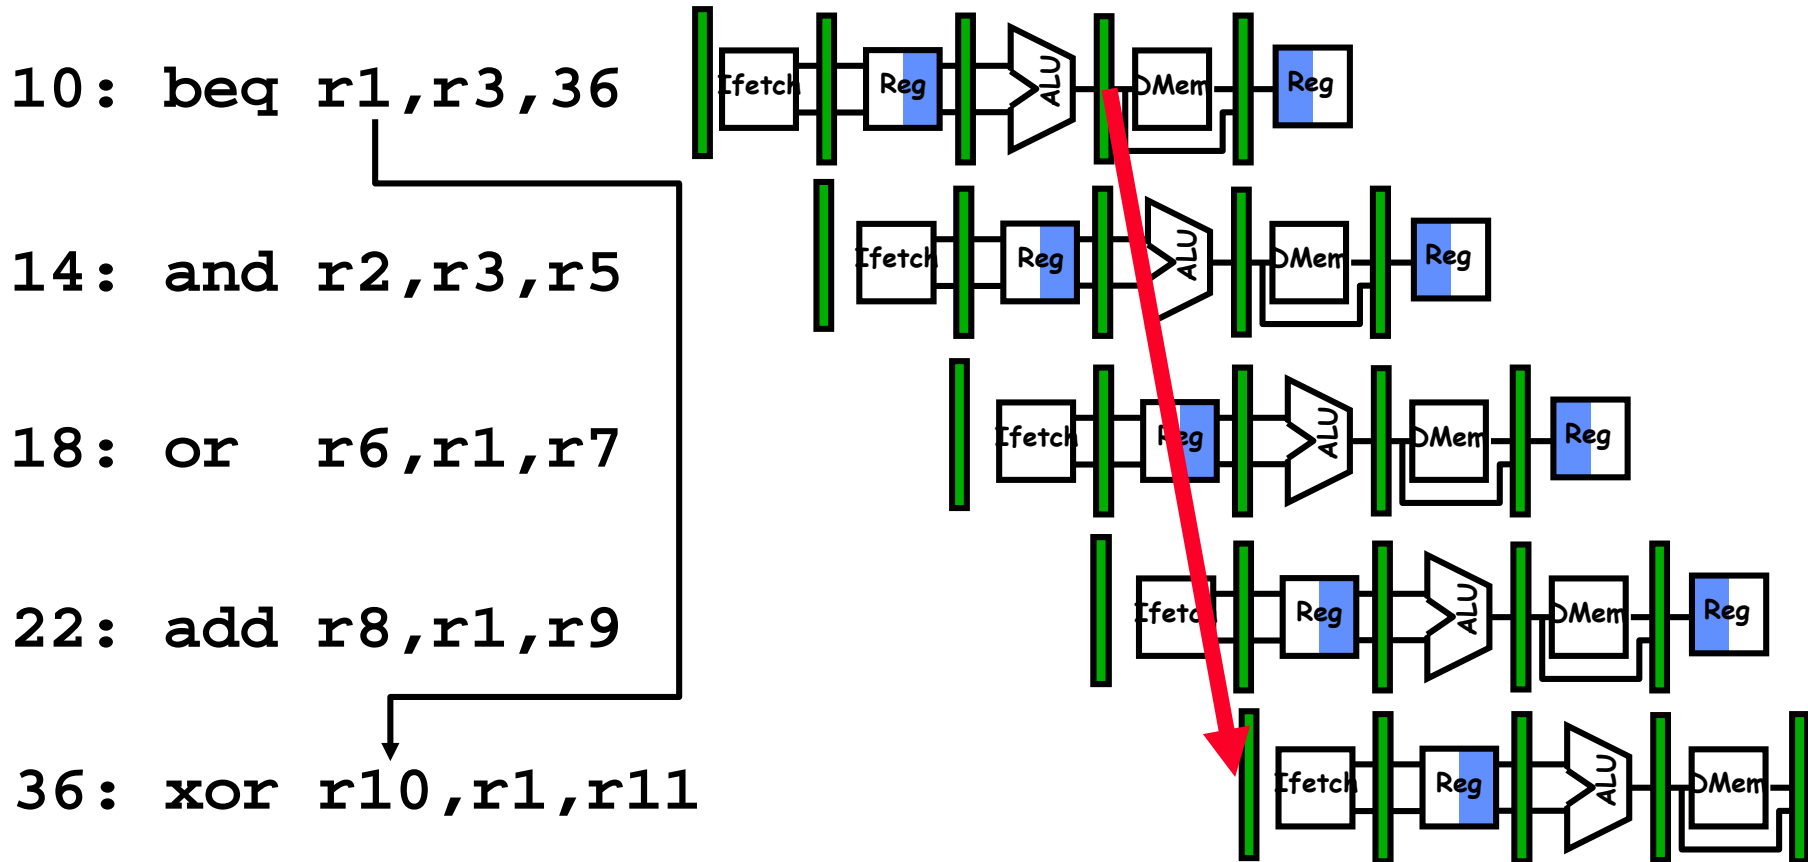 10: beq r1,r3,36
Ifetch Reg ALU DMem Reg
14: and r2,r3,r5
Ifetch Reg ALU DMem Reg
18: or  r6,r1,r7
Ifetch Reg ALU DMem Reg
22: add r8,r1,r9
Ifetch Reg ALU DMem Reg
36: xor r10,r1,r11
Ifetch Reg ALU DMem